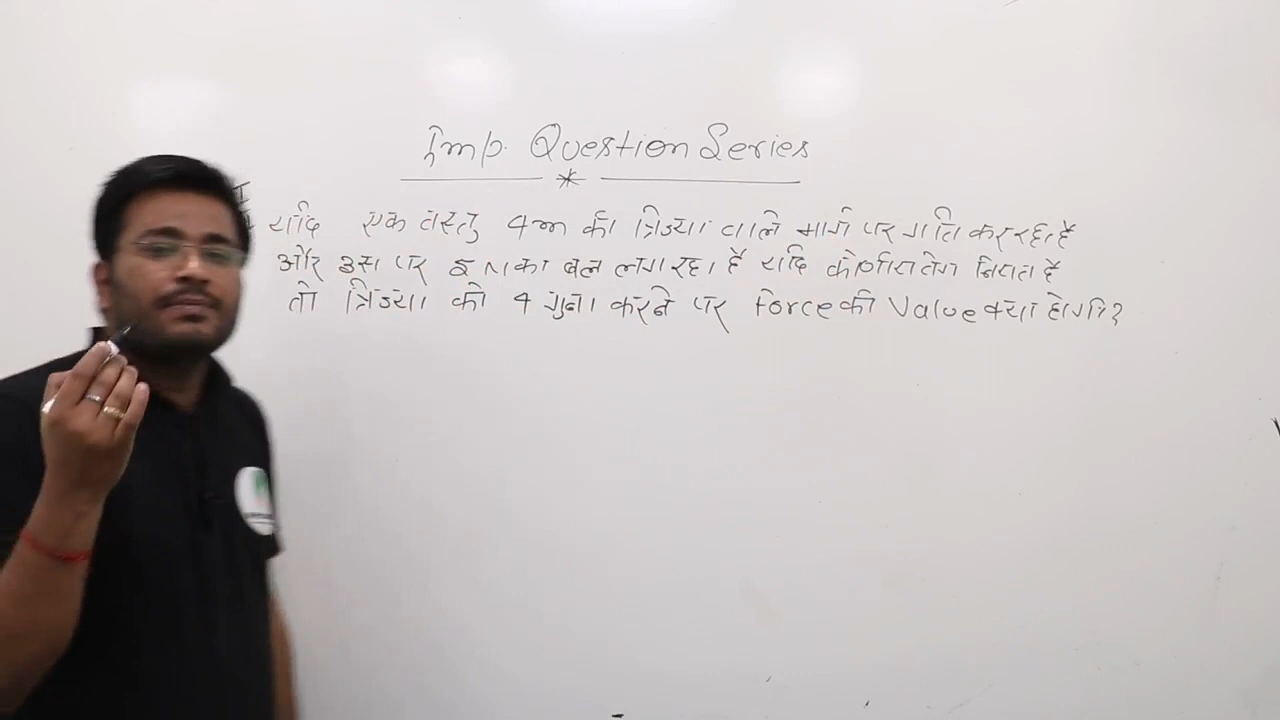 Imp. Question Series
यदि एक वस्तु 4m की त्रिज्या वाले मार्ग पर गति कर रहा है
और उस पर 5 N का बल लग रहा है यदि कोणीय वेग नियत है
तो त्रिज्या को 4 गुना करने पर force की Value क्या होगी?